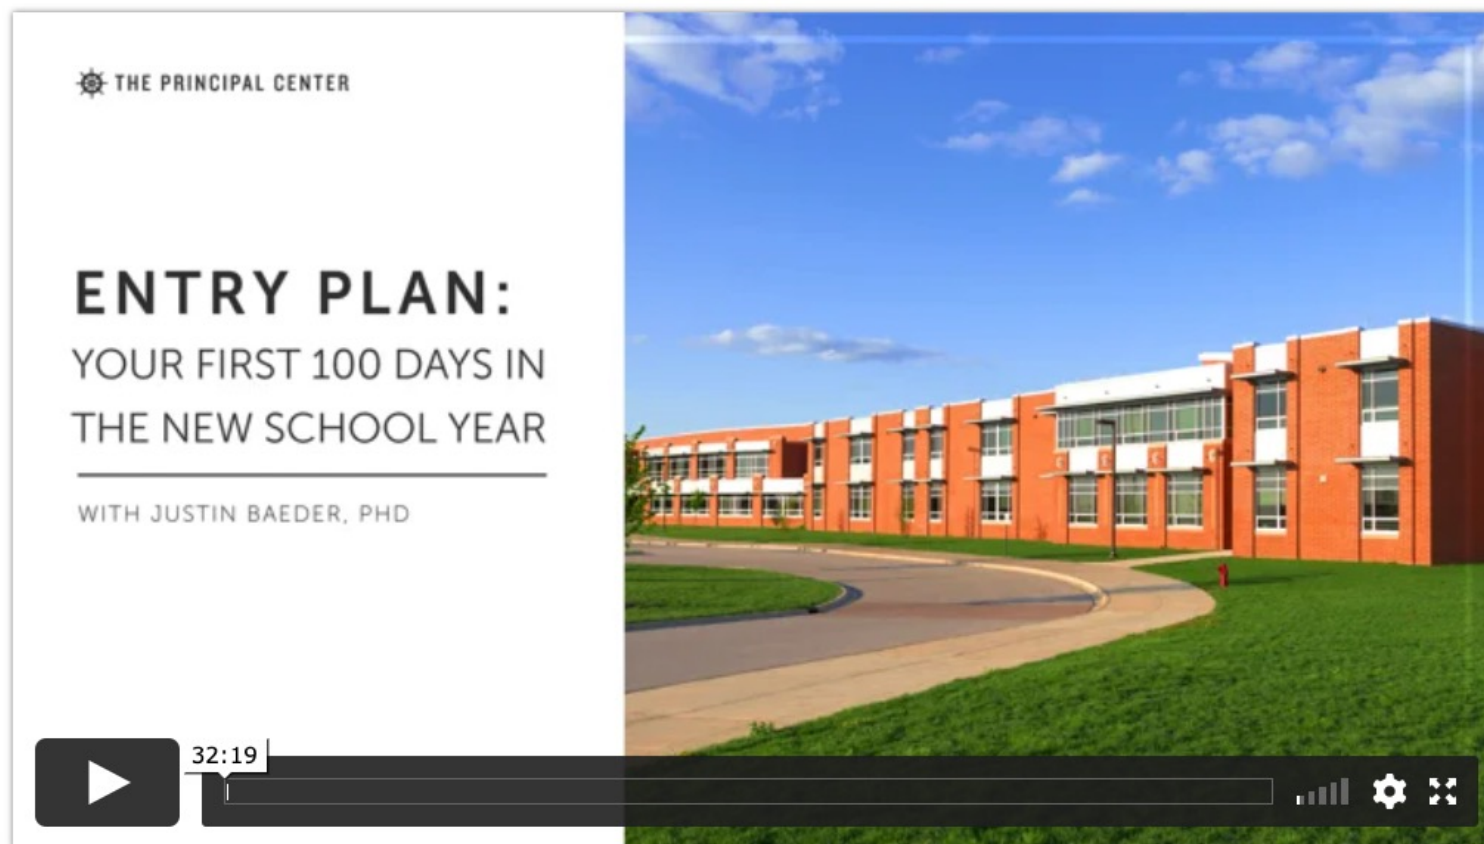 THE PRINCIPAL CENTER
ENTRY PLAN:
YOUR FIRST 100 DAYS IN
THE NEW SCHOOL YEAR
WITH JUSTIN BAEDER, PHD
32:19